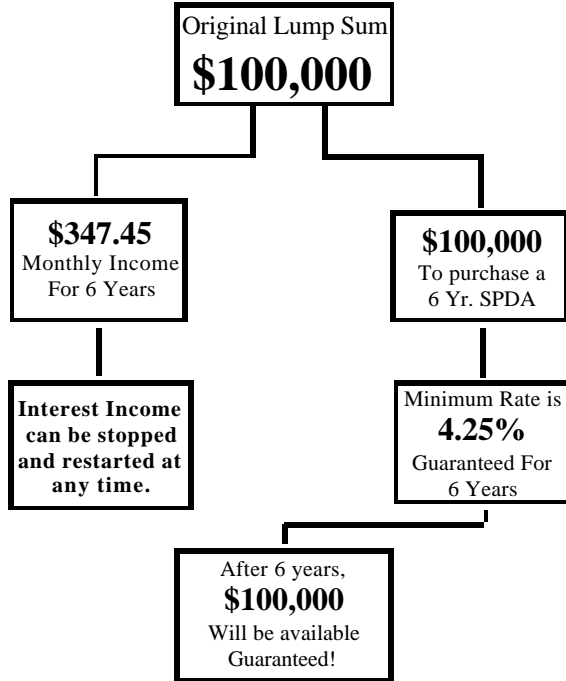 Original Lump Sum
$100,000
$347.45
Monthly Income
For 6 Years
$100,000
To purchase a
6 Yr. SPDA
Interest Income
can be stopped
and restarted at
any time.
Minimum Rate is
4.25%
Guaranteed For
6 Years
After 6 years,
$100,000
Will be available
Guaranteed!